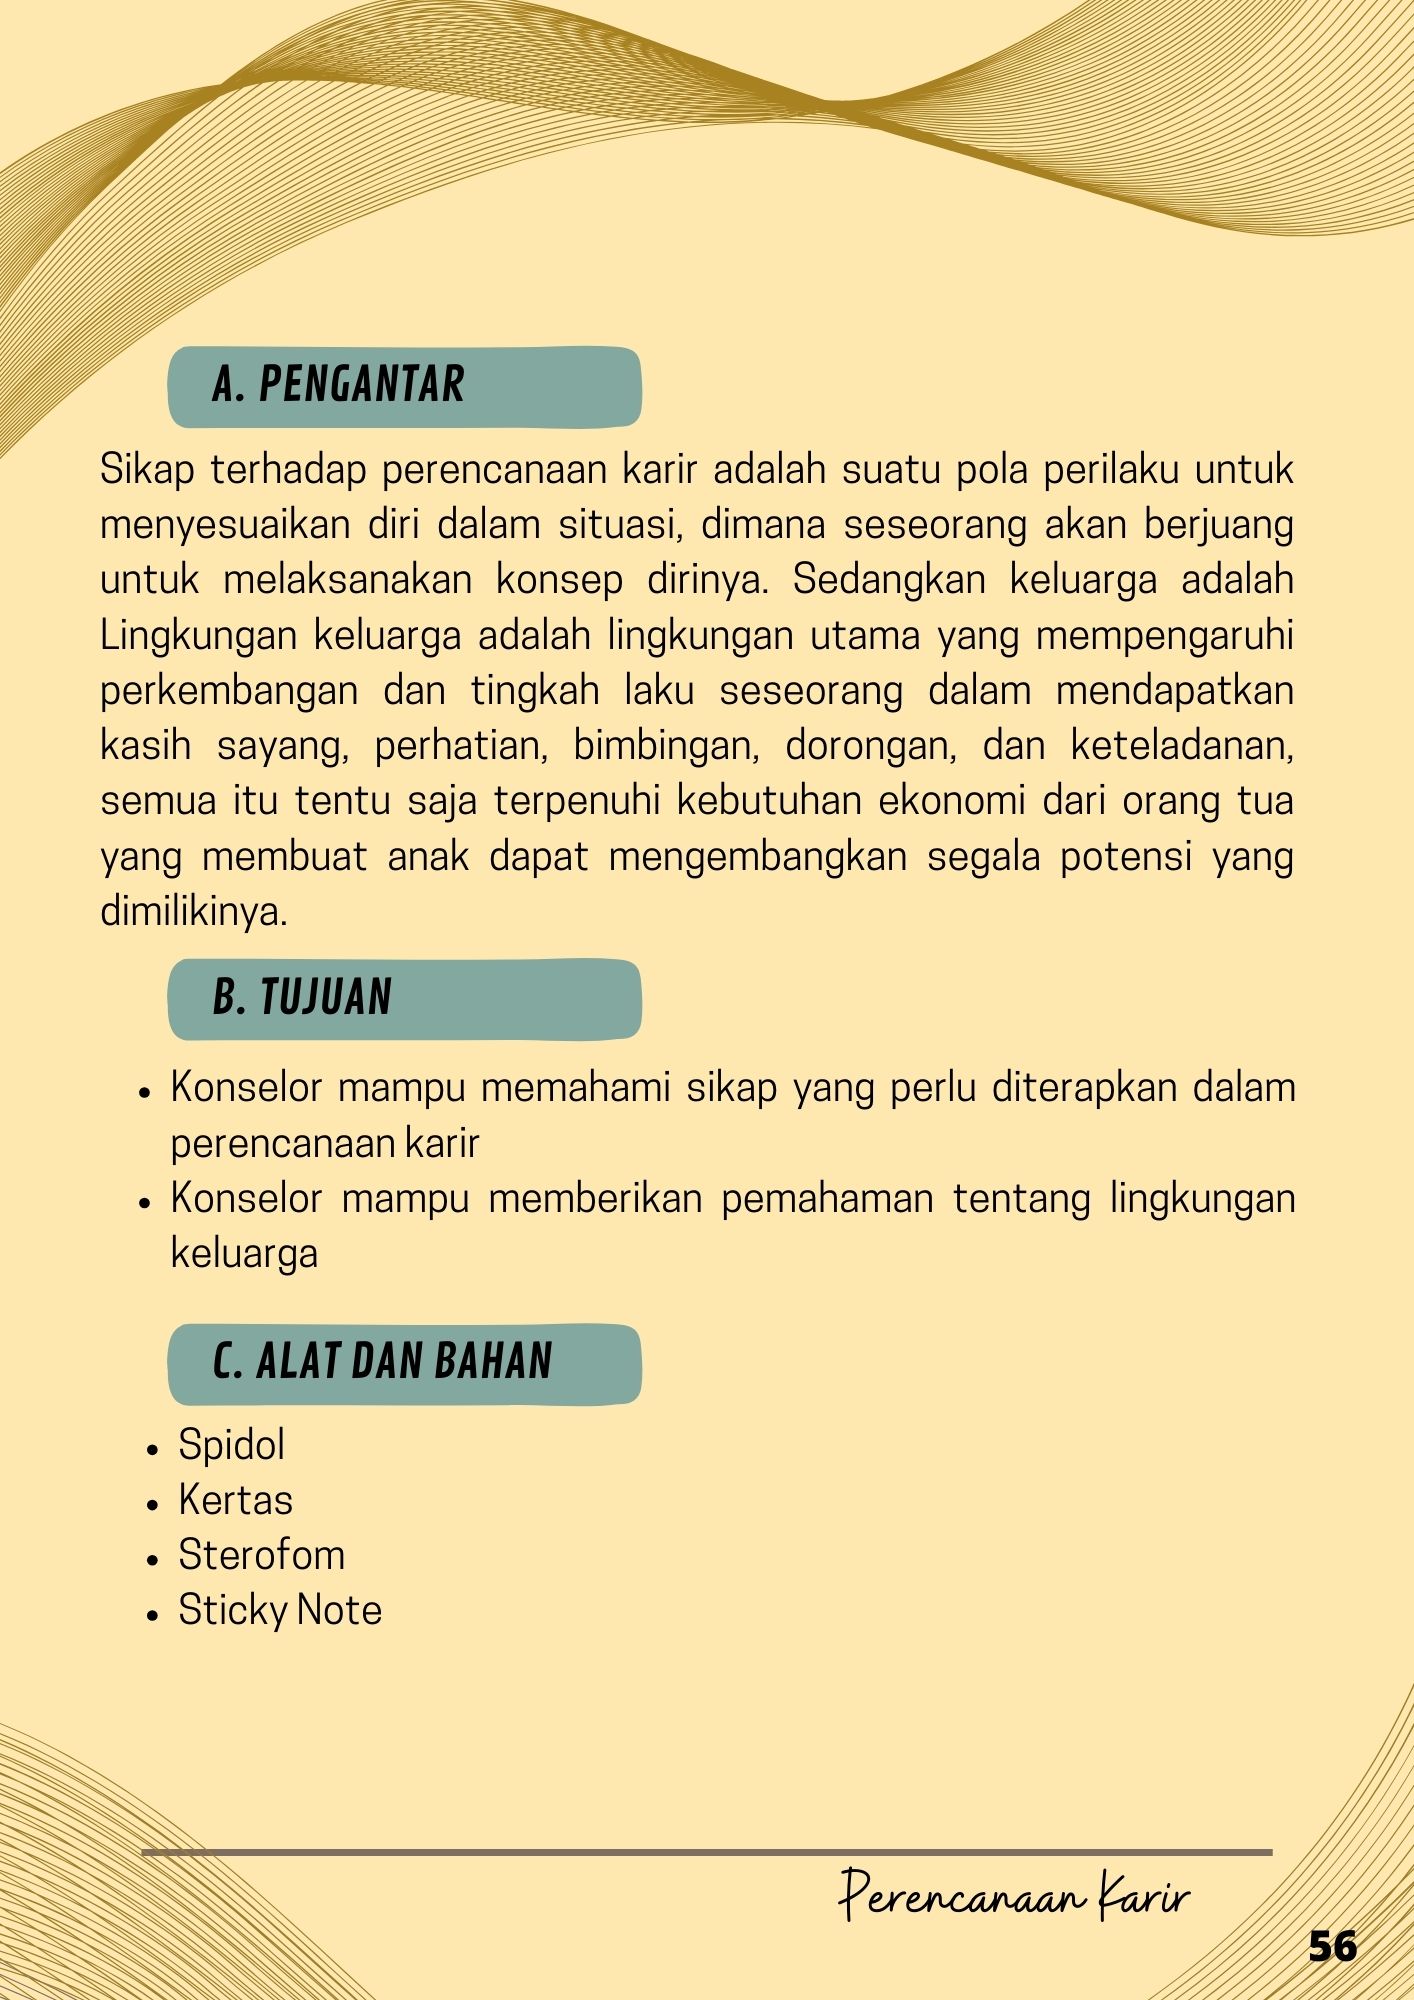 A. PENGANTAR
Sikap terhadap perencanaan karir adalah suatu pola perilaku untuk
menyesuaikan diri dalam situasi, dimana seseorang akan berjuang
untuk melaksanakan konsep dirinya. Sedangkan keluarga adalah
Lingkungan keluarga adalah lingkungan utama yang mempengaruhi
perkembangan dan tingkah laku seseorang dalam mendapatkan
kasih sayang, perhatian, bimbingan, dorongan, dan keteladanan,
semua itu tentu saja terpenuhi kebutuhan ekonomi dari orang tua
yang membuat anak dapat mengembangkan segala potensi yang
dimilikinya.
B. TUJUAN
• Konselor mampu memahami sikap yang perlu diterapkan dalam
perencanaan karir
• Konselor mampu memberikan pemahaman tentang lingkungan
keluarga
C. ALAT DAN BAHAN
• Spidol
• Kertas
• Sterofom
• Sticky Note
Perencanaan Karir
56